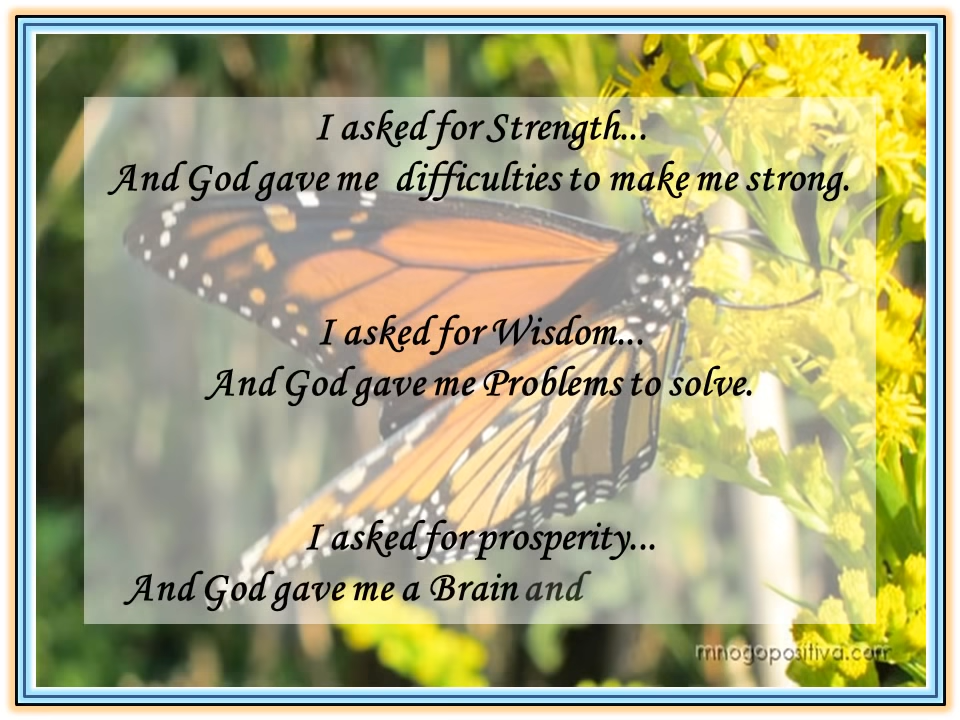 I asked for Strength...
And God gave me difficulties to make me strong.
I asked for Wisdom...
And God gave me Problems to solve.
I asked for prosperity...
And God gave me a Brain and
mnogopositiva.com